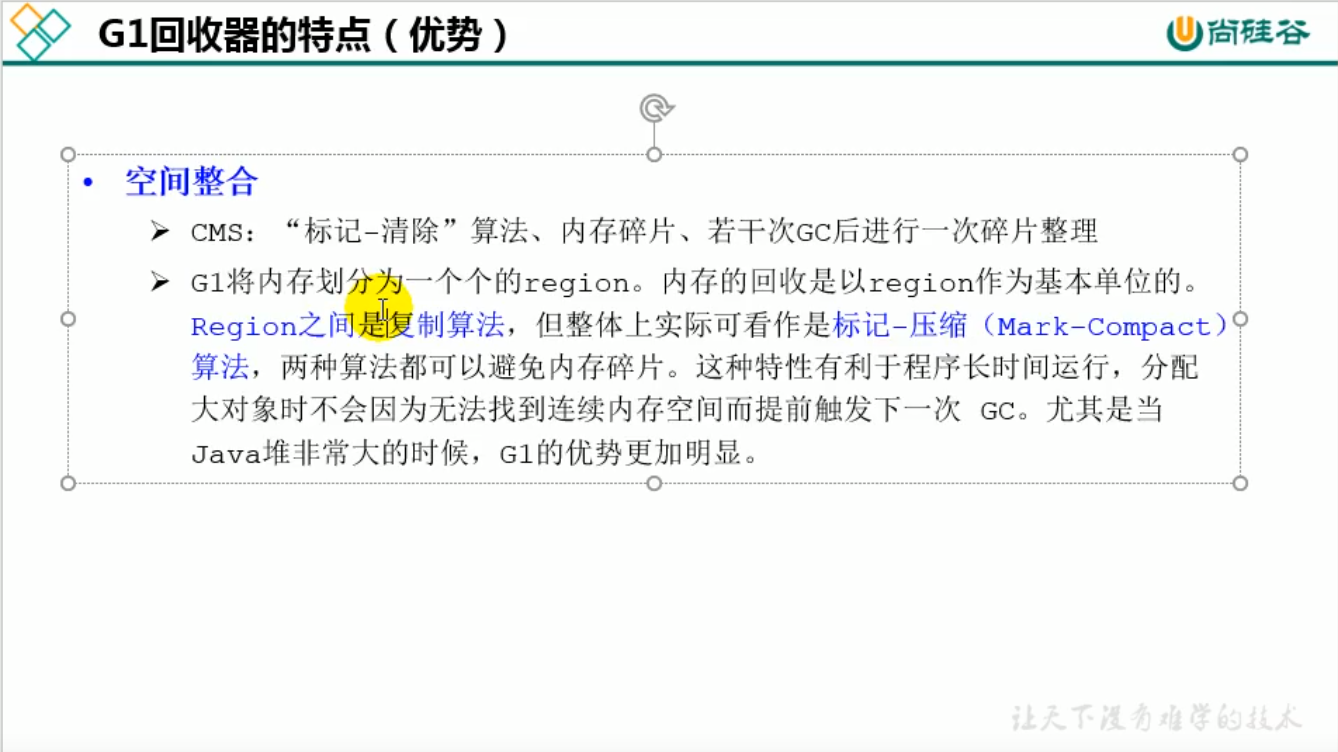 G1回收器的特点（优势）
尚硅谷
• 空间整合
➢ CMS：“标记-清除”算法、内存碎片、若干次GC后进行一次碎片整理
➢ G1将内存划分为一个个的region。内存的回收是以region作为基本单位的。
Region之间是复制算法，但整体上实际可看作是标记-压缩（Mark-Compact）
算法，两种算法都可以避免内存碎片。这种特性有利于程序长时间运行，分配
大对象时不会因为无法找到连续内存空间而提前触发下一次 GC。尤其是当
Java堆非常大的时候，G1的优势更加明显。
让天下没有难学的技术